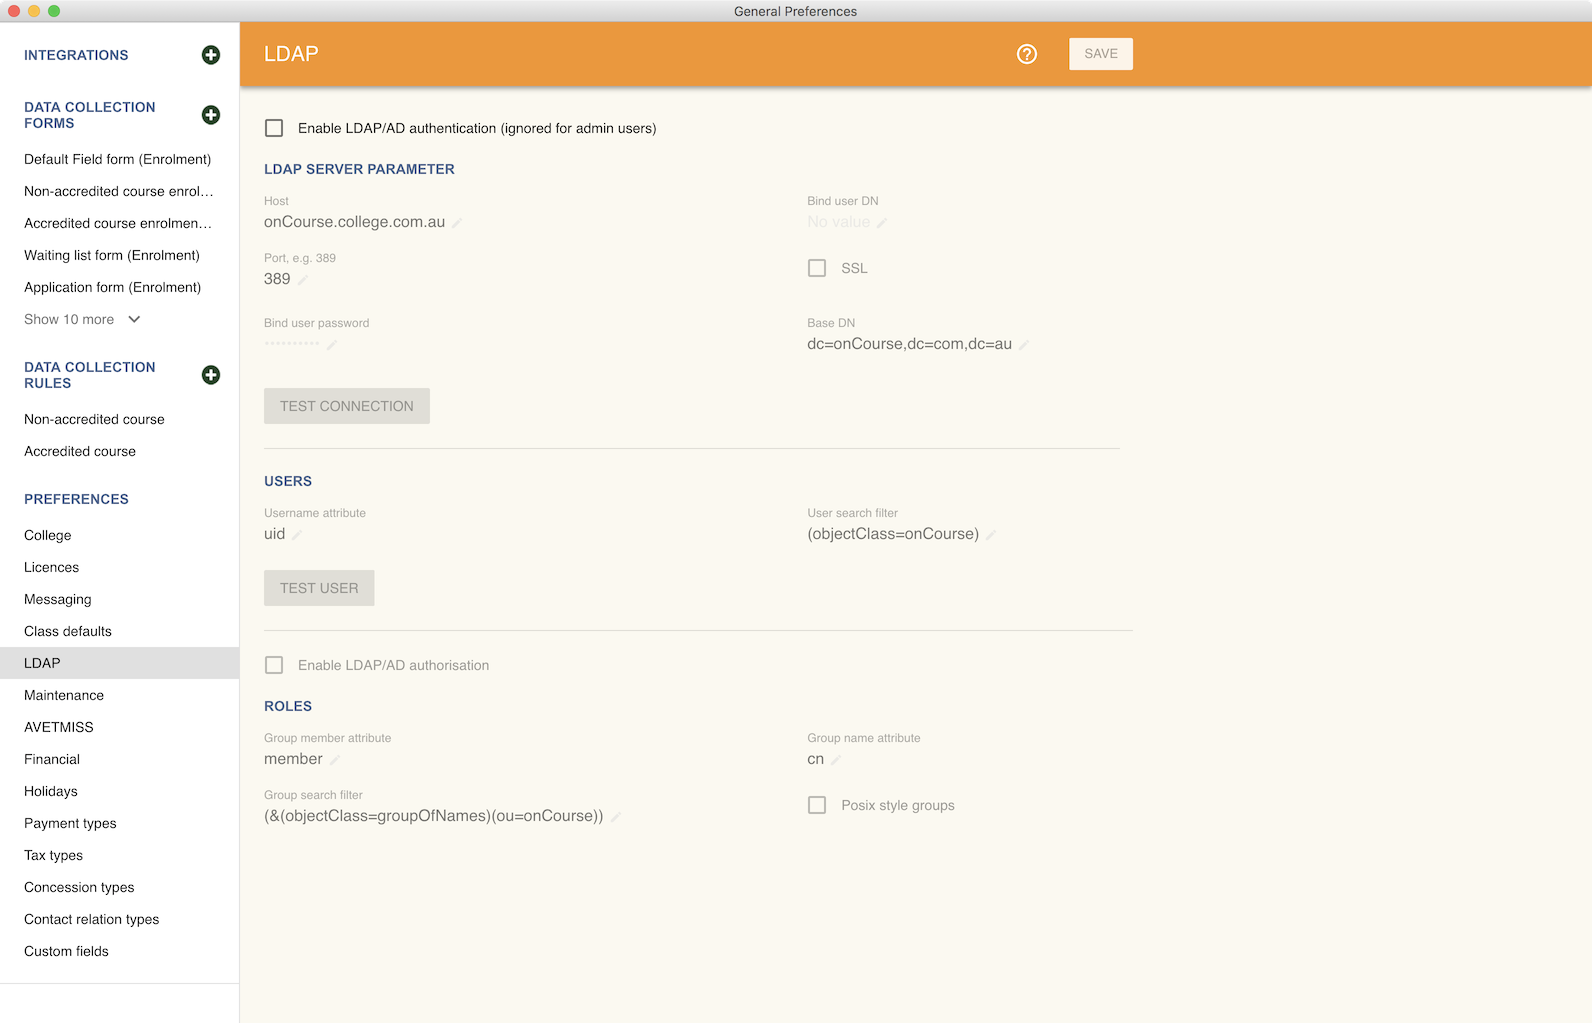 General Preferences
INTEGRATIONS
DATA COLLECTION
FORMS
Default Field form (Enrolment)
Non-accredited course enrol...
Accredited course enrolmen...
Waiting list form (Enrolment)
Application form (Enrolment)
Show 10 more
DATA COLLECTION
RULES
Non-accredited course
Accredited course
PREFERENCES
College
Licences
Messaging
Class defaults
LDAP
Maintenance
AVETMISS
Financial
Holidays
Payment types
Tax types
Concession types
Contact relation types
Custom fields
LDAP
?
SAVE
Enable LDAP/AD authentication (ignored for admin users)
LDAP SERVER PARAMETER
Host
onCourse.college.com.au
Bind user DN
No value
Port, e.g. 389
389
SSL
Bind user password
••••••••••
Base DN
dc=onCourse,dc=com,dc=au
TEST CONNECTION
USERS
Username attribute
uid
User search filter
(objectClass=onCourse)
TEST USER
Enable LDAP/AD authorisation
ROLES
Group member attribute
member
Group name attribute
cn
Group search filter
(&(objectClass=groupOfNames)(ou=onCourse))
Posix style groups